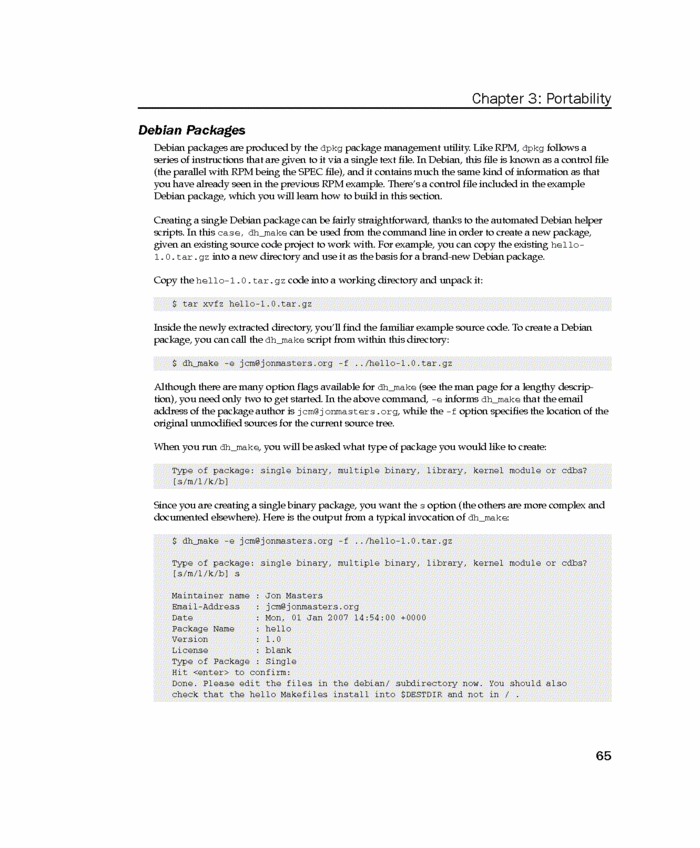 Chapter 3: Portability
Debian Packages
Debian packages are produced by the dpkg package management utility. Like RPM, dpkg follows a
series of instructions that are given to it via a single text file. In Debian, this file is known as a control file
(the parallel with RPM being the SPEC file), and it contains much the same kind of information as that
you have already seen in the previous RPM example. There's a control file included in the example
Debian package, which you will learn how to build in this section.
Creating a single Debian package can be fairly straightforward, thanks to the automated Debian helper
scripts. In this case, dh_make can be used from the command line in order to create a new package,
given an existing source code project to work with. For example, you can copy the existing hello-
1.0.tar.gz into a new directory and use it as the basis for a brand-new Debian package.
Copy the hello-1.0.tar.gz code into a working directory and unpack it:
$ tar xvfz hello-1.0.tar.gz
Inside the newly extracted directory, you'll find the familiar example source code. To create a Debian
package, you can call the dh_make script from within this directory:
$ dh_make -e jcm@jonmasters.org -f ../hello-1.0.tar.gz
Although there are many option flags available for dh_make (see the man page for a lengthy descrip-
tion), you need only two to get started. In the above command, -e informs dh_make that the email
address of the package author is jcm@jonmasters.org, while the -f option specifies the location of the
original unmodified sources for the current source tree.
When you run dh_make, you will be asked what type of package you would like to create:
Type of package: single binary, multiple binary, library, kernel module or cdbs?
[s/m/l/k/b]
Since you are creating a single binary package, you want the s option (the others are more complex and
documented elsewhere). Here is the output from a typical invocation of dh_make:
$ dh_make -e jcm@jonmasters.org -f ../hello-1.0.tar.gz
Type of package: single binary, multiple binary, library, kernel module or cdbs?
[s/m/l/k/b] s
Maintainer name : Jon Masters
Email-Address : jcm@jonmasters.org
Date : Mon, 01 Jan 2007 14:54:00 +0000
Package Name : hello
Version : 1.0
License : blank
Type of Package : Single
Hit <enter> to confirm:
Done. Please edit the files in the debian/ subdirectory now. You should also
check that the hello Makefiles install into $DESTDIR and not in / .
65